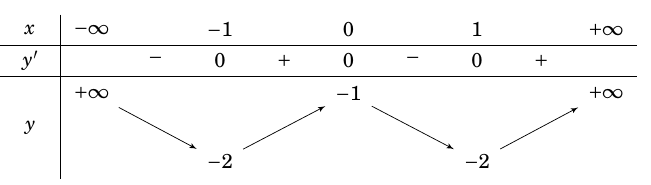 x −∞ −1 0 1 +∞
y′ − 0 + 0 − 0 +
+∞ −1 +∞
y
−2 −2